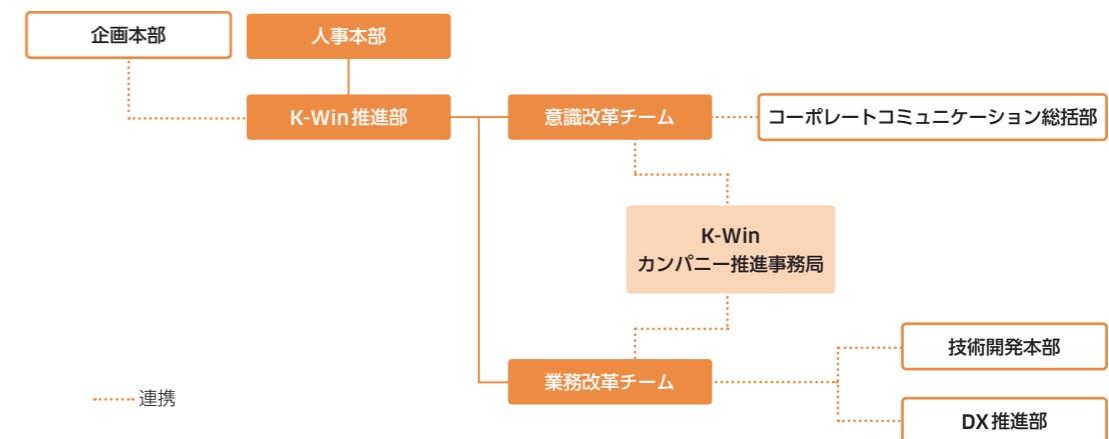 企画本部
人事本部
K-Win推進部
意識改革チーム
コーポレートコミュニケーション総括部
K-Win
カンパニー推進事務局
技術開発本部
業務改革チーム
連携
DX推進部